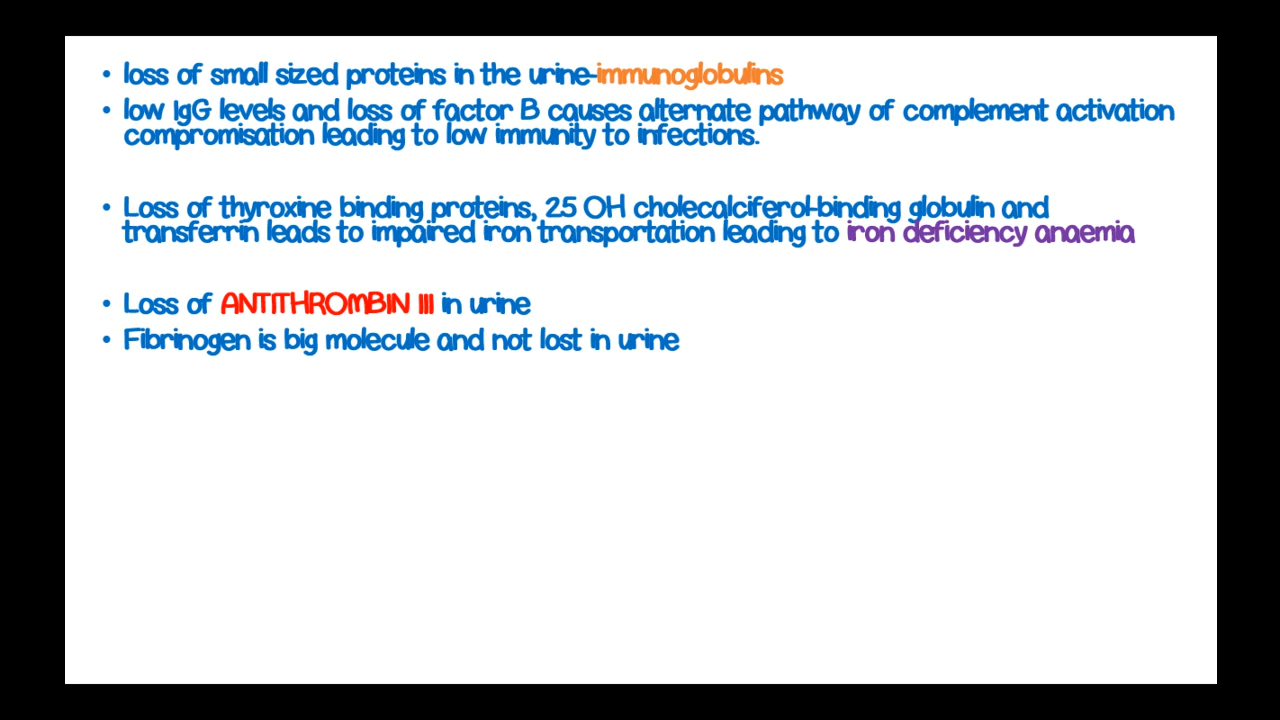 • loss of small sized proteins in the urine-immunoglobulins
• low IgG levels and loss of factor B causes alternate pathway of complement activation
compromisation leading to low immunity to infections.
• Loss of thyroxine binding proteins, 25 OH cholecalciferol-binding globulin and
transferrin leads to impaired iron transportation leading to iron deficiency anaemia
• Loss of ANTITHROMBIN III in urine
• Fibrinogen is big molecule and not lost in urine